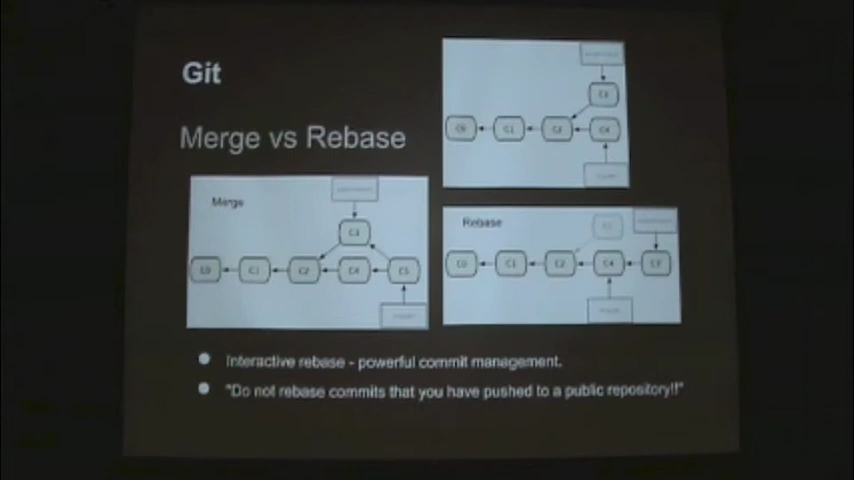 Git
Merge vs Rebase
C3
C0 C1 C2 C4
Merge
C3
C0 C1 C2 C4 C5
Rebase
C0 C1 C2 C4 C3'
Interactive rebase - powerful commit management.
"Do not rebase commits that you have pushed to a public repository!!"